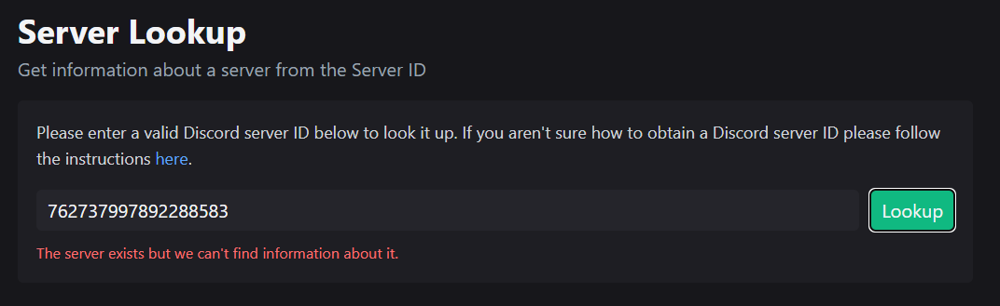 Server Lookup
Get information about a server from the Server ID
Please enter a valid Discord server ID below to look it up. If you aren't sure how to obtain a Discord server ID please follow
the instructions here.
762737997892288583
Lookup
The server exists but we can't find information about it.